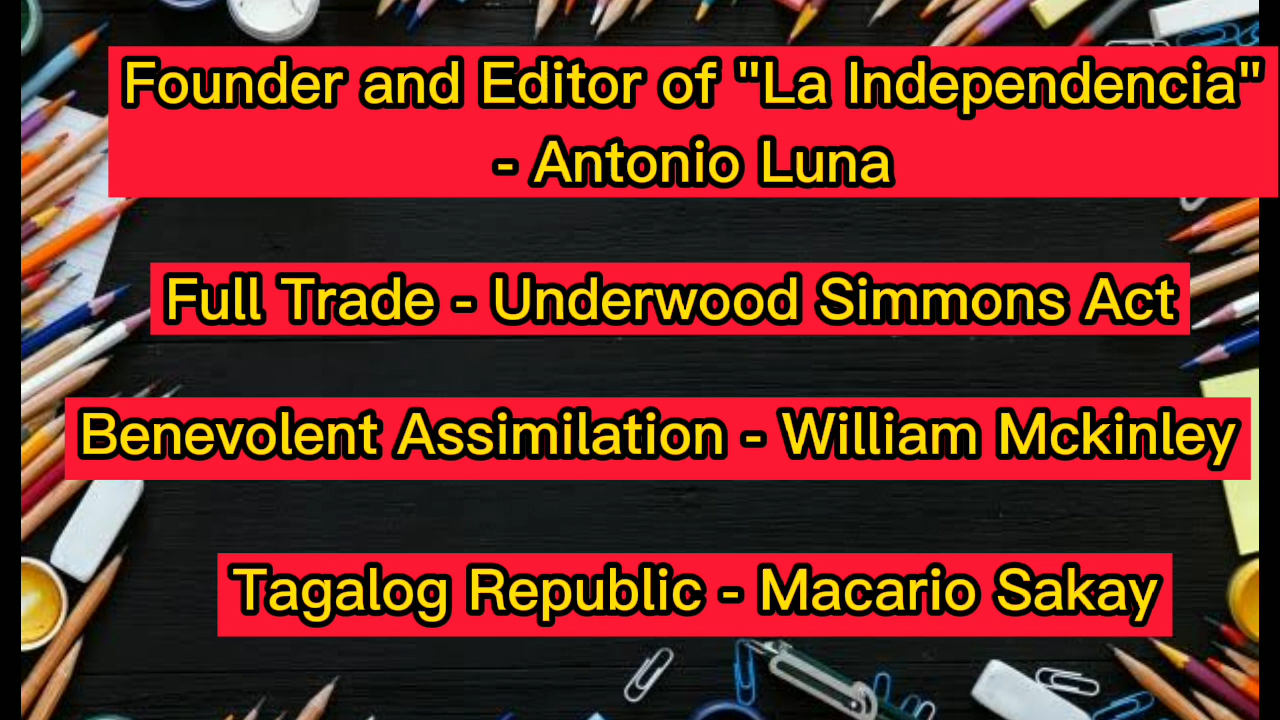 Founder and Editor of "La Independencia"
- Antonio Luna
Full Trade - Underwood Simmons Act
Benevolent Assimilation - William Mckinley
Tagalog Republic - Macario Sakay